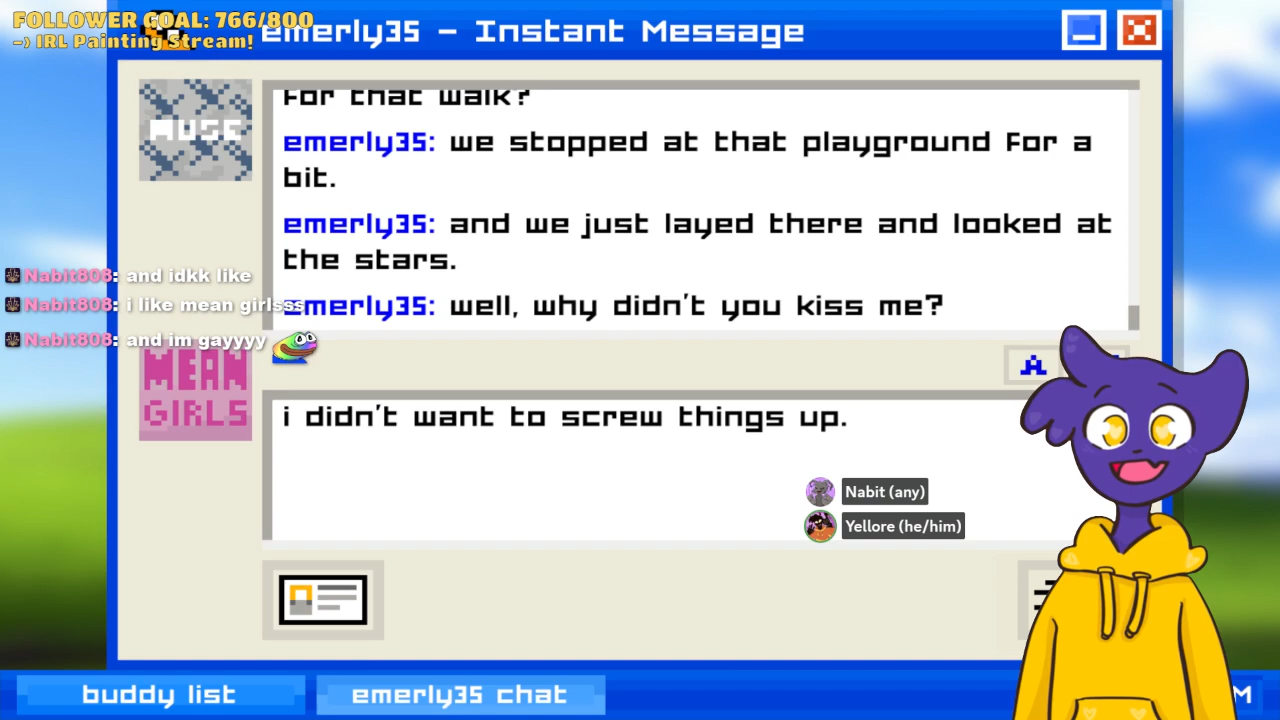 FOLLOWER GOAL: 766/800
-> IRL Painting Stream!
emerly35 - Instant Message
MUSE
for that walk?
emerly35: we stopped at that playground for a
bit.
emerly35: and we just layed there and looked at
the stars.
emerly35: well, why didn't you kiss me?
Nabit808: and idkk like
Nabit808: i like mean girlsss
Nabit808: and im gayyyy
MEAN
GIRLS
A
i didn't want to screw things up.
Nabit (any)
Yellore (he/him)
buddy list
emerly35 chat